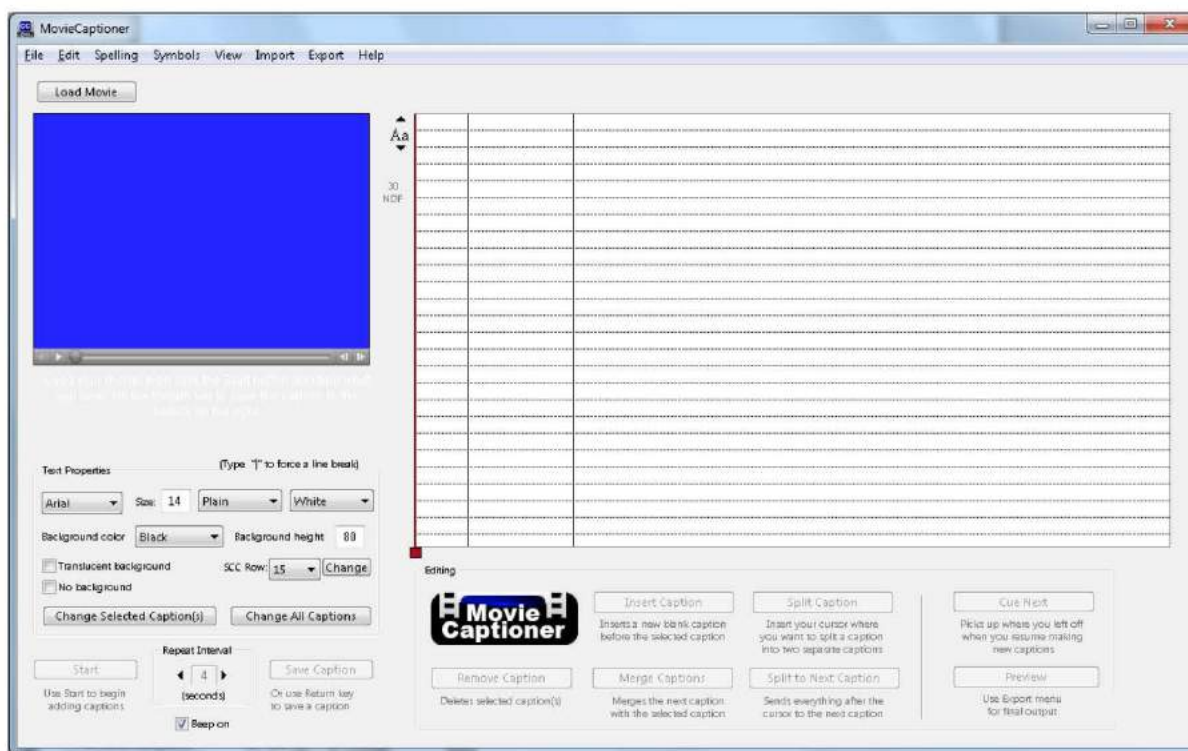 MovieCaptioner
File Edit Spelling Symbols View Import Export Help
Load Movie
Aa
30
NDF
Text Properties
(Type "|" to force a line break)
Arial Size: 14 Plain White
Background color Black Background height 80
Translucent background
SCC Row: 15 Change
No background
Change Selected Caption(s) Change All Captions
Start
Use Start to begin
adding captions
Repeat Interval
4
(seconds)
Beep on
Save Caption
Or use Return key
to save a caption
Editing
Movie
Captioner
Insert Caption
Inserts a new blank caption
before the selected caption
Split Caption
Insert your cursor where
you want to split a caption
into two separate captions
Cue Next
Picks up where you left off
when you resume making
new captions
Remove Caption
Deletes selected caption(s)
Merge Captions
Merges the next caption
with the selected caption
Split to Next Caption
Sends everything after the
cursor to the next caption
Preview
Use Export menu
for final output